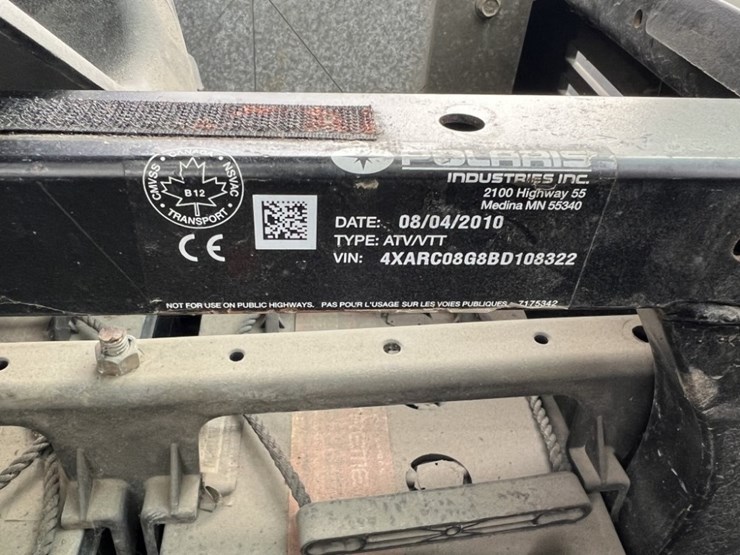 POLARIS
INDUSTRIES INC.
2100 Highway 55
Medina MN 55340
CMVSS NSVAC
B12
TRANSPORT
CE
DATE: 08/04/2010
TYPE: ATV/VTT
VIN: 4XARC08G8BD108322
NOT FOR USE ON PUBLIC HIGHWAYS. PAS POUR L'USAGE SUR LES VOIES PUBLIQUES 7175342